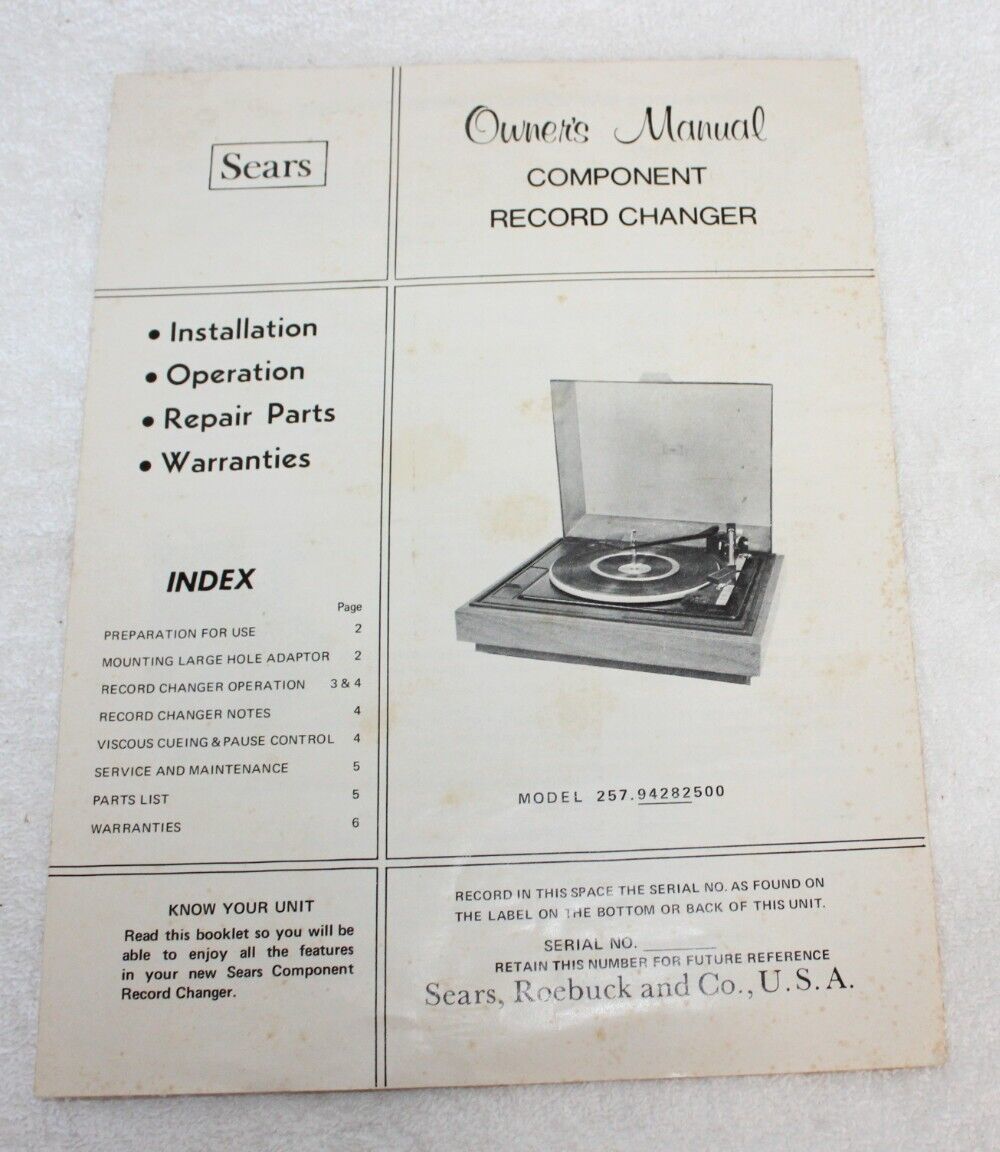 Sears
Owner's Manual
COMPONENT
RECORD CHANGER
• Installation
• Operation
• Repair Parts
• Warranties
INDEX
Page
PREPARATION FOR USE 2
MOUNTING LARGE HOLE ADAPTOR 2
RECORD CHANGER OPERATION 3 & 4
RECORD CHANGER NOTES 4
VISCOUS CUEING & PAUSE CONTROL 4
SERVICE AND MAINTENANCE 5
PARTS LIST 5
WARRANTIES 6
MODEL 257.94282500
KNOW YOUR UNIT
Read this booklet so you will be
able to enjoy all the features
in your new Sears Component
Record Changer.
RECORD IN THIS SPACE THE SERIAL NO. AS FOUND ON
THE LABEL ON THE BOTTOM OR BACK OF THIS UNIT.
SERIAL NO. ________
RETAIN THIS NUMBER FOR FUTURE REFERENCE
Sears, Roebuck and Co., U.S.A.